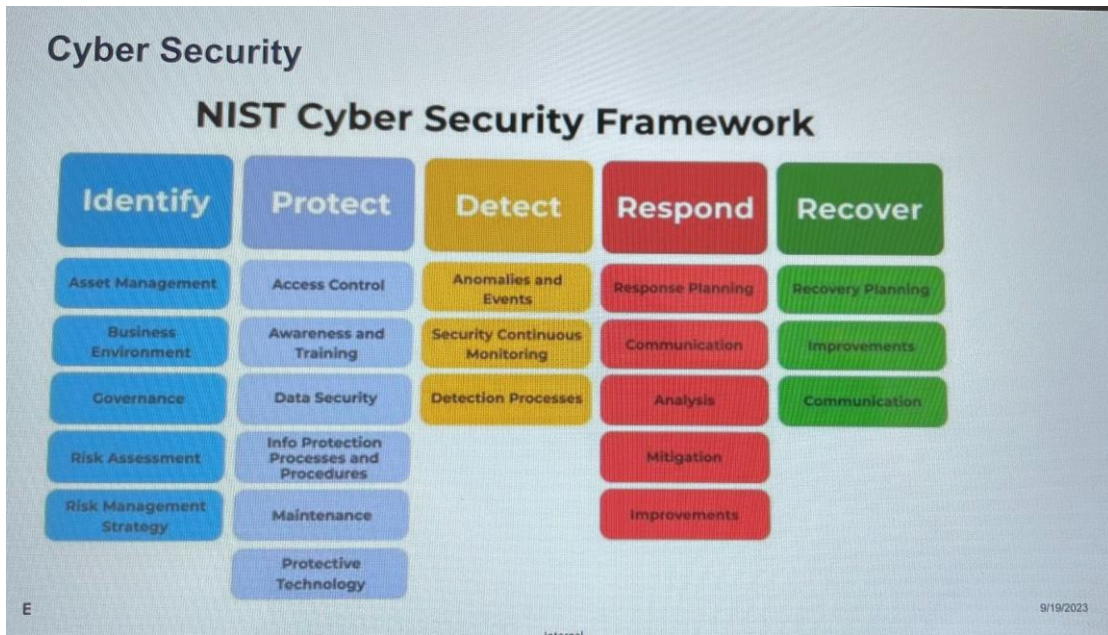 Cyber Security
NIST Cyber Security Framework
Identify
Protect
Detect
Respond
Recover
Asset Management
Business
Environment
Governance
Risk Assessment
Risk Management
Strategy
Access Control
Awareness and
Training
Data Security
Info Protection
Processes and
Procedures
Maintenance
Protective
Technology
Anomalies and
Events
Security Continuous
Monitoring
Detection Processes
Response Planning
Communication
Analysis
Mitigation
Improvements
Recovery Planning
Improvements
Communication
E
9/19/2023